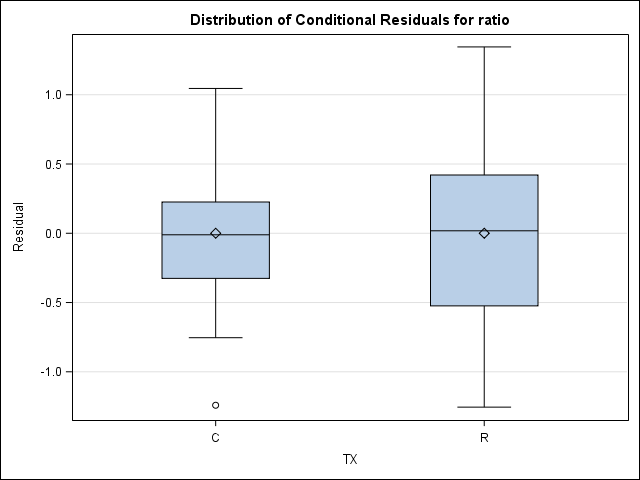 Distribution of Conditional Residuals for ratio
1.0
0.5
0.0
-0.5
-1.0
Residual
C
R
TX